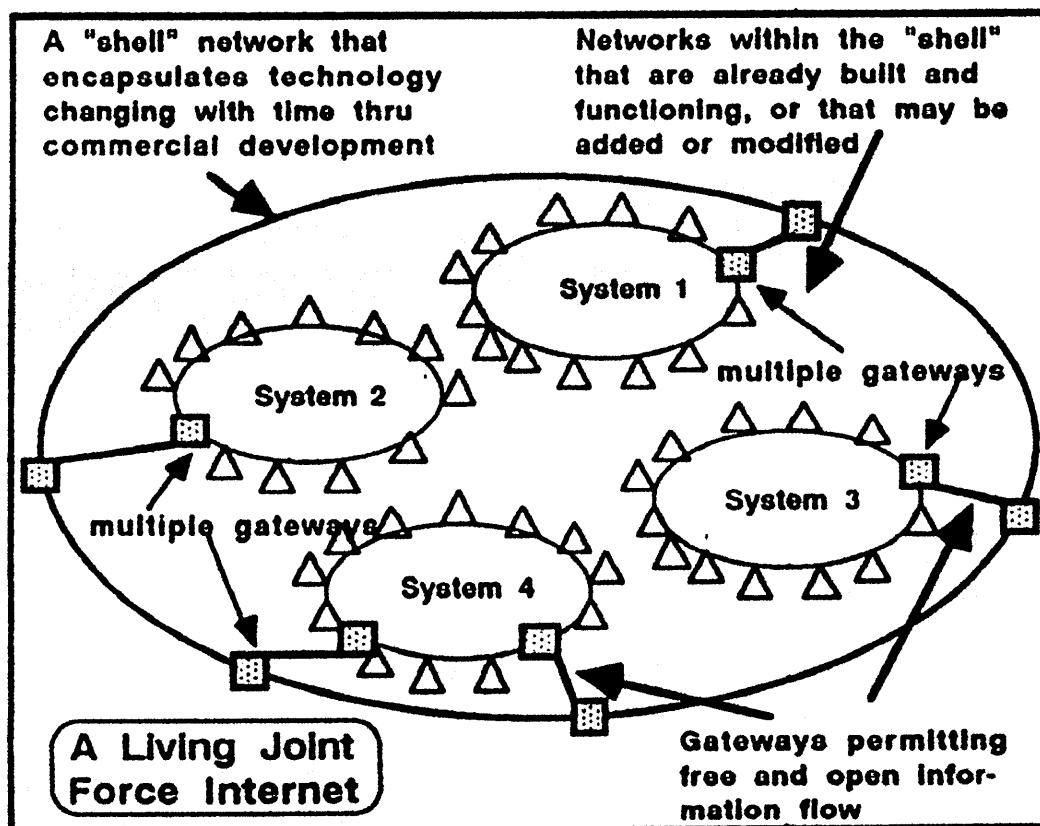 A "shell" network that
encapsulates technology
changing with time thru
commercial development
Networks within the "shell"
that are already built and
functioning, or that may be
added or modified
System 1
multiple gateways
System 2
System 3
multiple gateways
System 4
Gateways permitting
free and open infor-
mation flow
A Living Joint
Force Internet